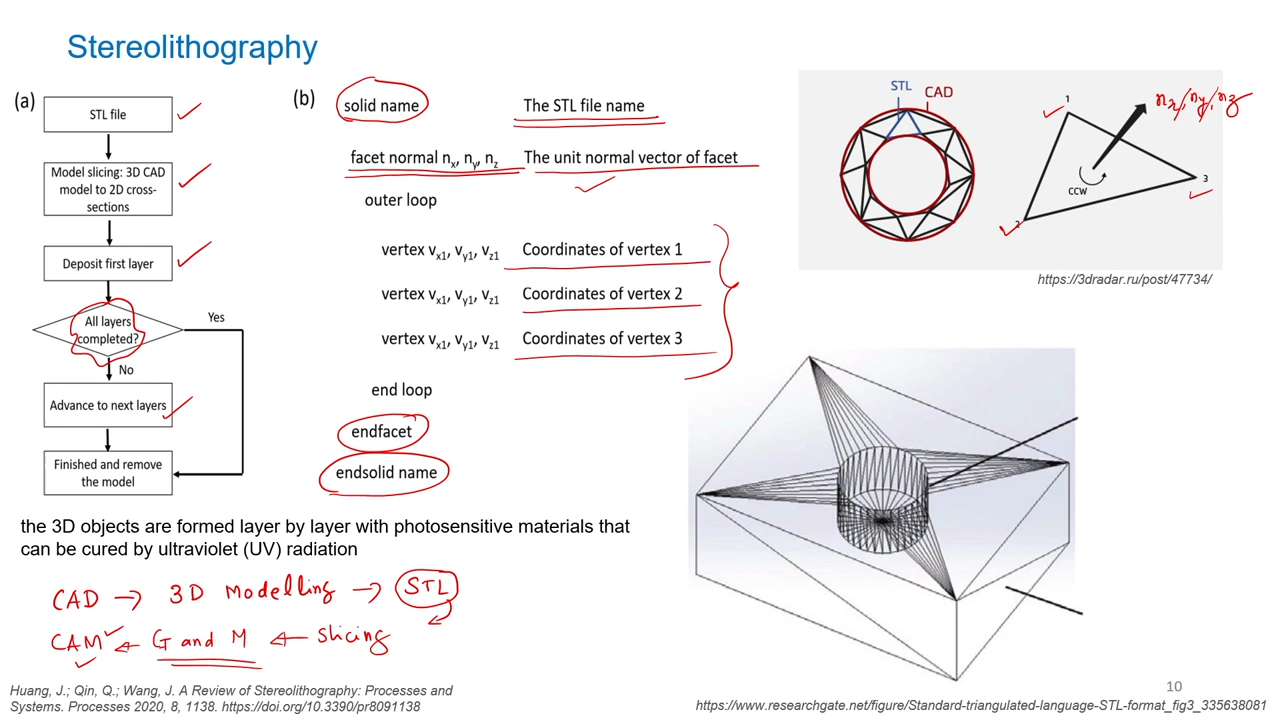 Stereolithography
(a)
STL file
Model slicing: 3D CAD
model to 2D cross-
sections
Deposit first layer
All layers
completed?
Yes
No
Advance to next layers
Finished and remove
the model
(b)
solid name The STL file name
facet normal nx, ny, nz The unit normal vector of facet
outer loop
vertex vx1, vy1, vz1 Coordinates of vertex 1
vertex vx1, vy1, vz1 Coordinates of vertex 2
vertex vx1, vy1, vz1 Coordinates of vertex 3
end loop
endfacet
endsolid name
STL CAD
1
2
3
CCW
nx, ny, nz
https://3dradar.ru/post/47734/
the 3D objects are formed layer by layer with photosensitive materials that
can be cured by ultraviolet (UV) radiation
CAD → 3D Modelling → STL
CAM ← G and M ← slicing
Huang, J.; Qin, Q.; Wang, J. A Review of Stereolithography: Processes and
Systems. Processes 2020, 8, 1138. https://doi.org/10.3390/pr8091138
10
https://www.researchgate.net/figure/Standard-triangulated-language-STL-format_fig3_335638081